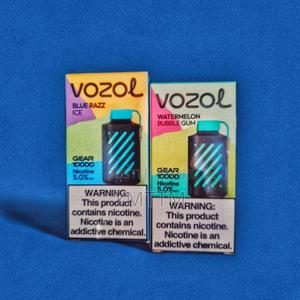 VOZOL
BLUE RAZZ
ICE
GEAR
10000
Nicotine
5.0%
WARNING:
This product
contains nicotine.
Nicotine is an
addictive chemical.
VOZOL
WATERMELON
BUBBLE GUM
GEAR
10000
Nicotine
5.0%
WARNING:
This product
contains nicotine.
Nicotine is an
addictive chemical.